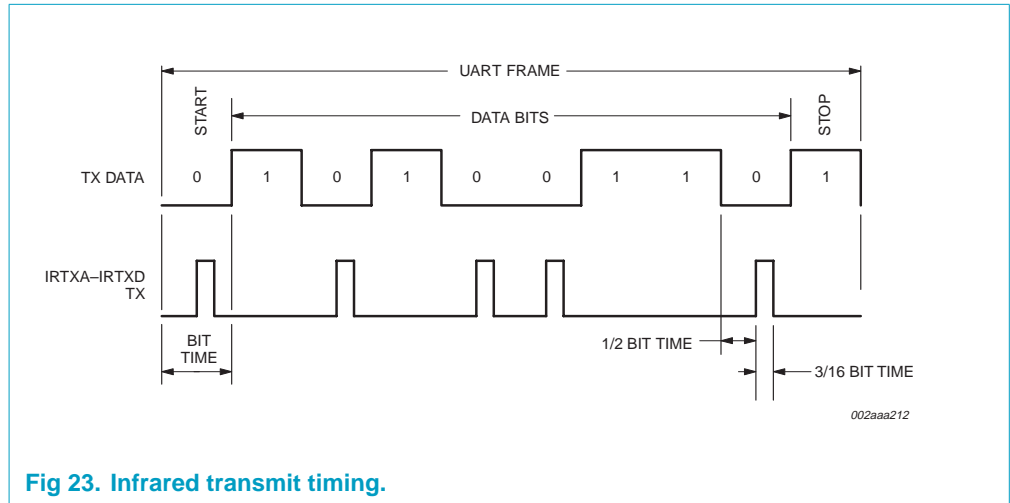 UART FRAME
START
DATA BITS
STOP
TX DATA
0 1 0 1 0 0 1 1 0 1
IRTXA–IRTXD
TX
BIT
TIME
1/2 BIT TIME
3/16 BIT TIME
002aaa212
Fig 23. Infrared transmit timing.